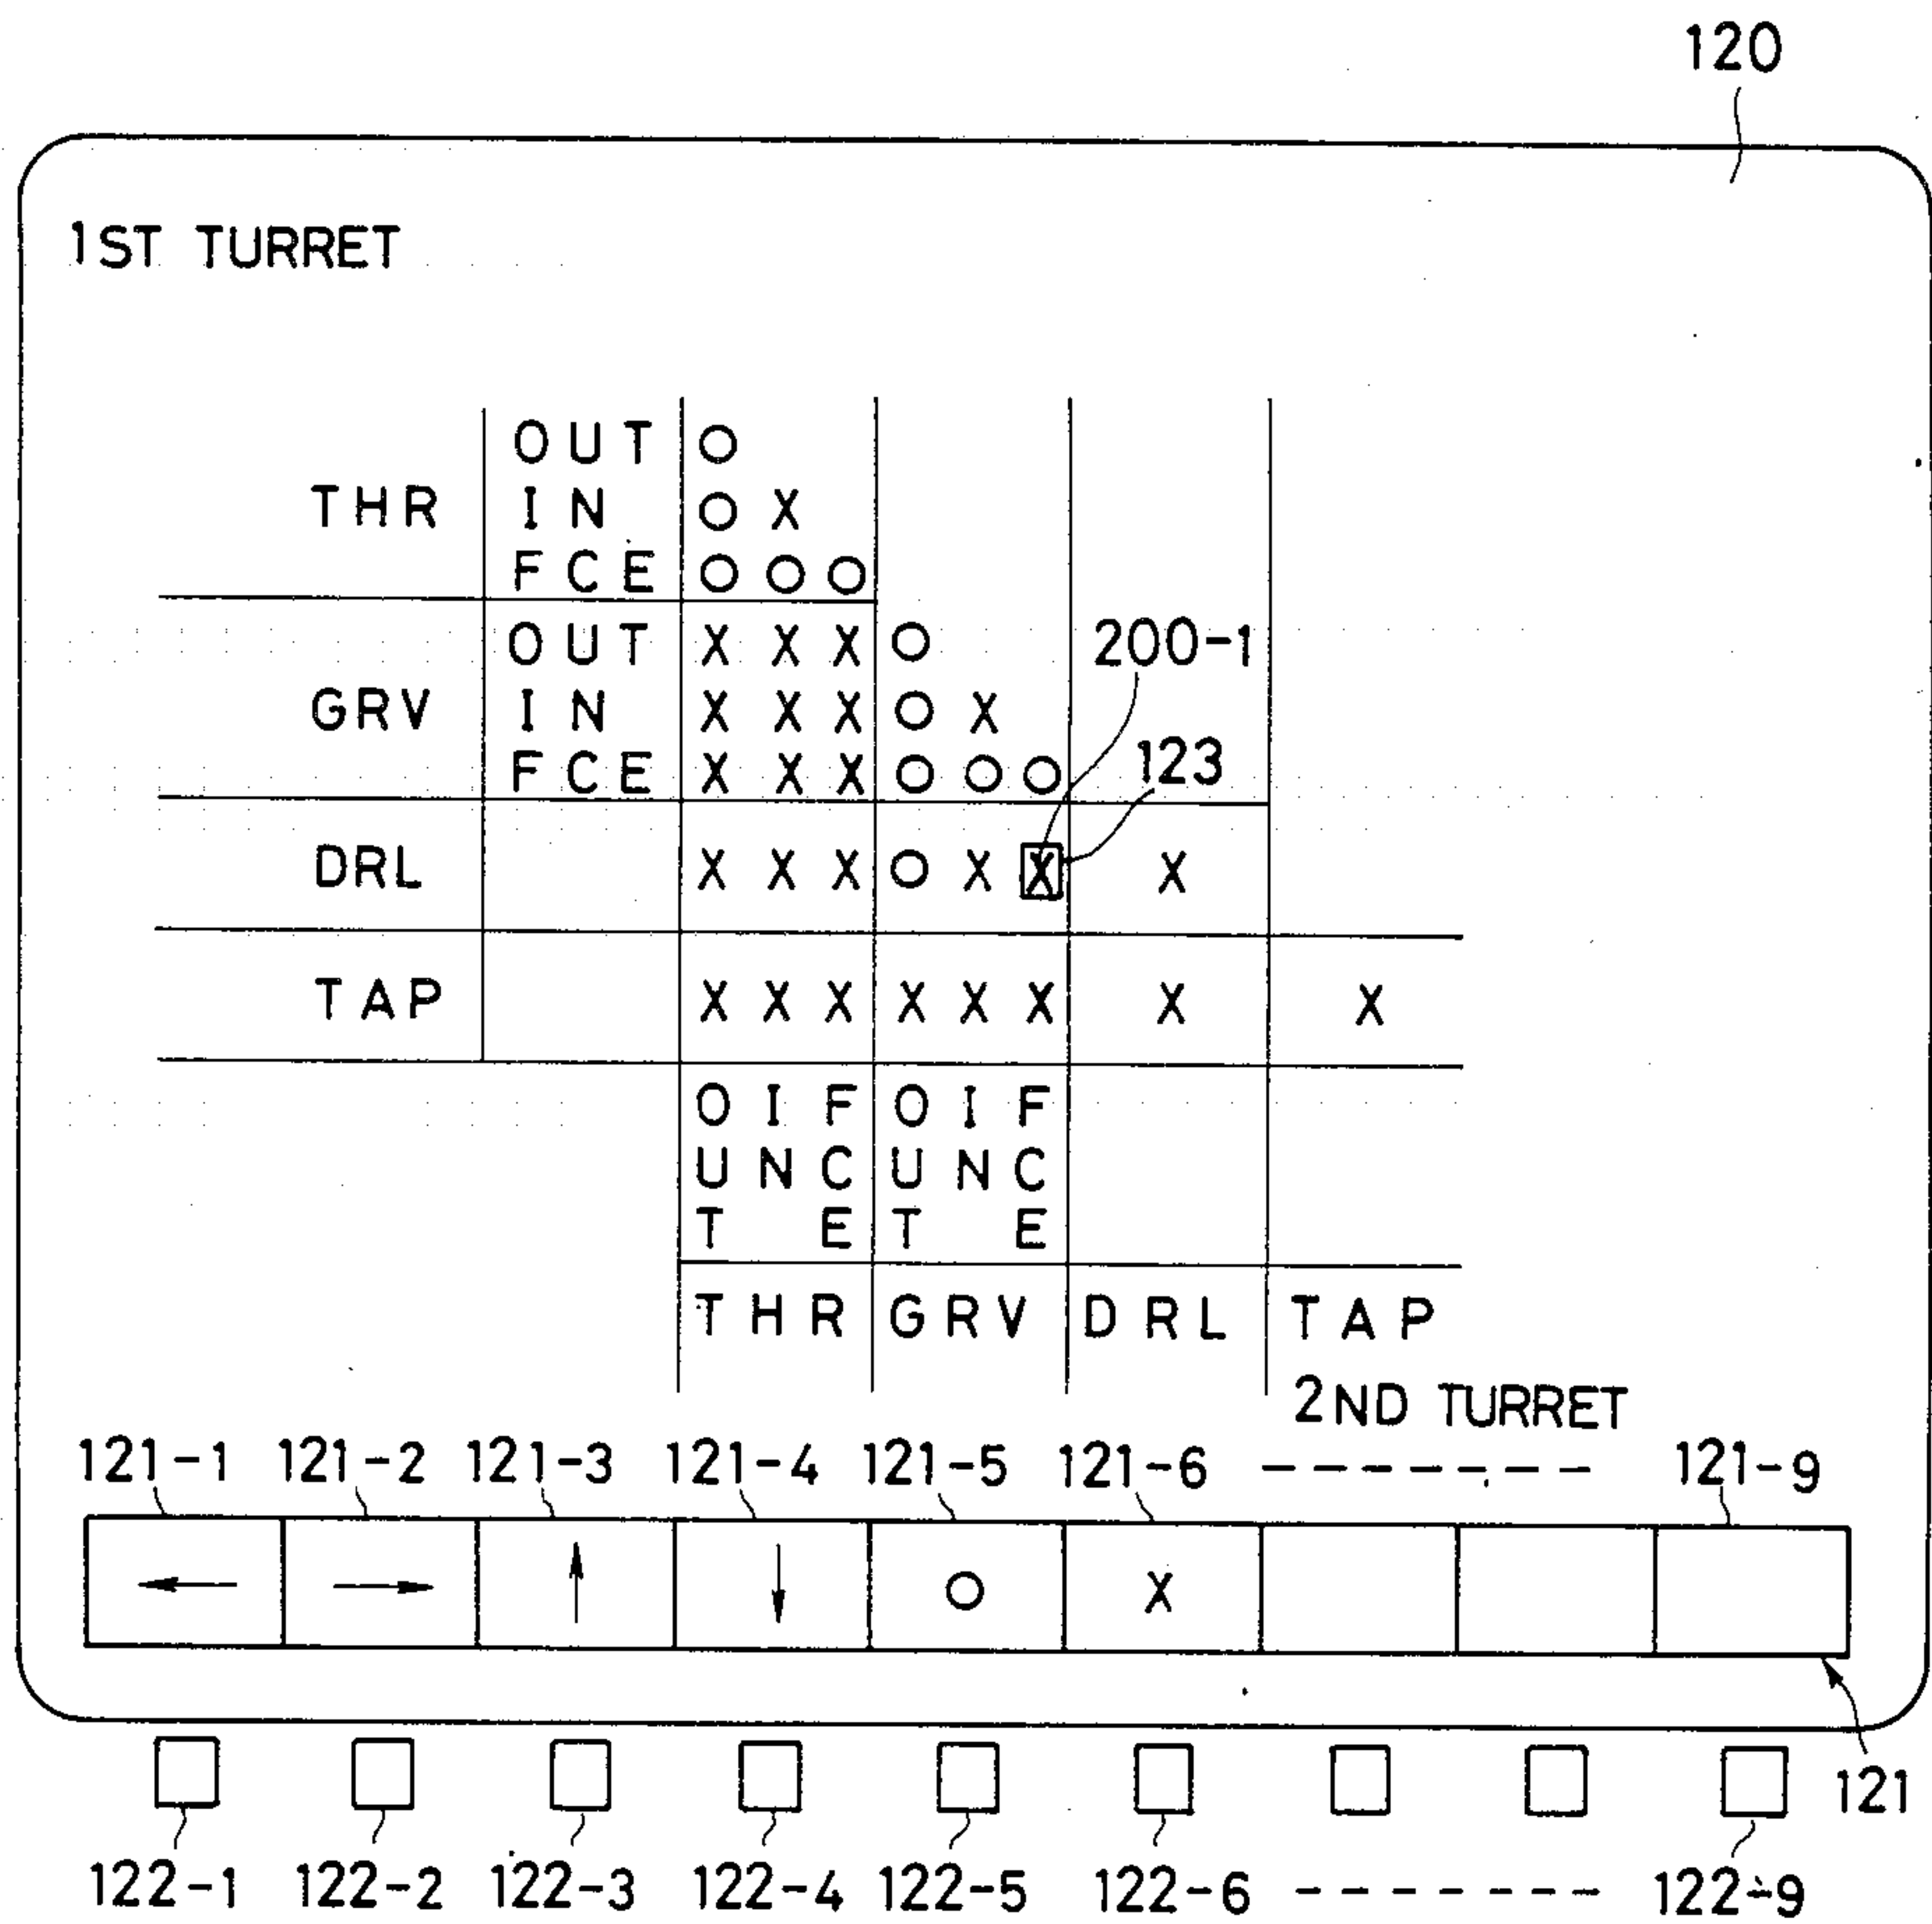 120
1ST TURRET
OUT O
THR IN O X
FCE O O O
OUT X X X O 200-1
GRV IN X X X O X
FCE X X X O O O 123
DRL X X X O X X X
TAP X X X X X X X X
O I F O I F
U N C U N C
T E T E
THR GRV DRL TAP
2ND TURRET
121-1 121-2 121-3 121-4 121-5 121-6 ------- 121-9
← → ↑ ↓ O X
121
122-1 122-2 122-3 122-4 122-5 122-6 ------- 122-9